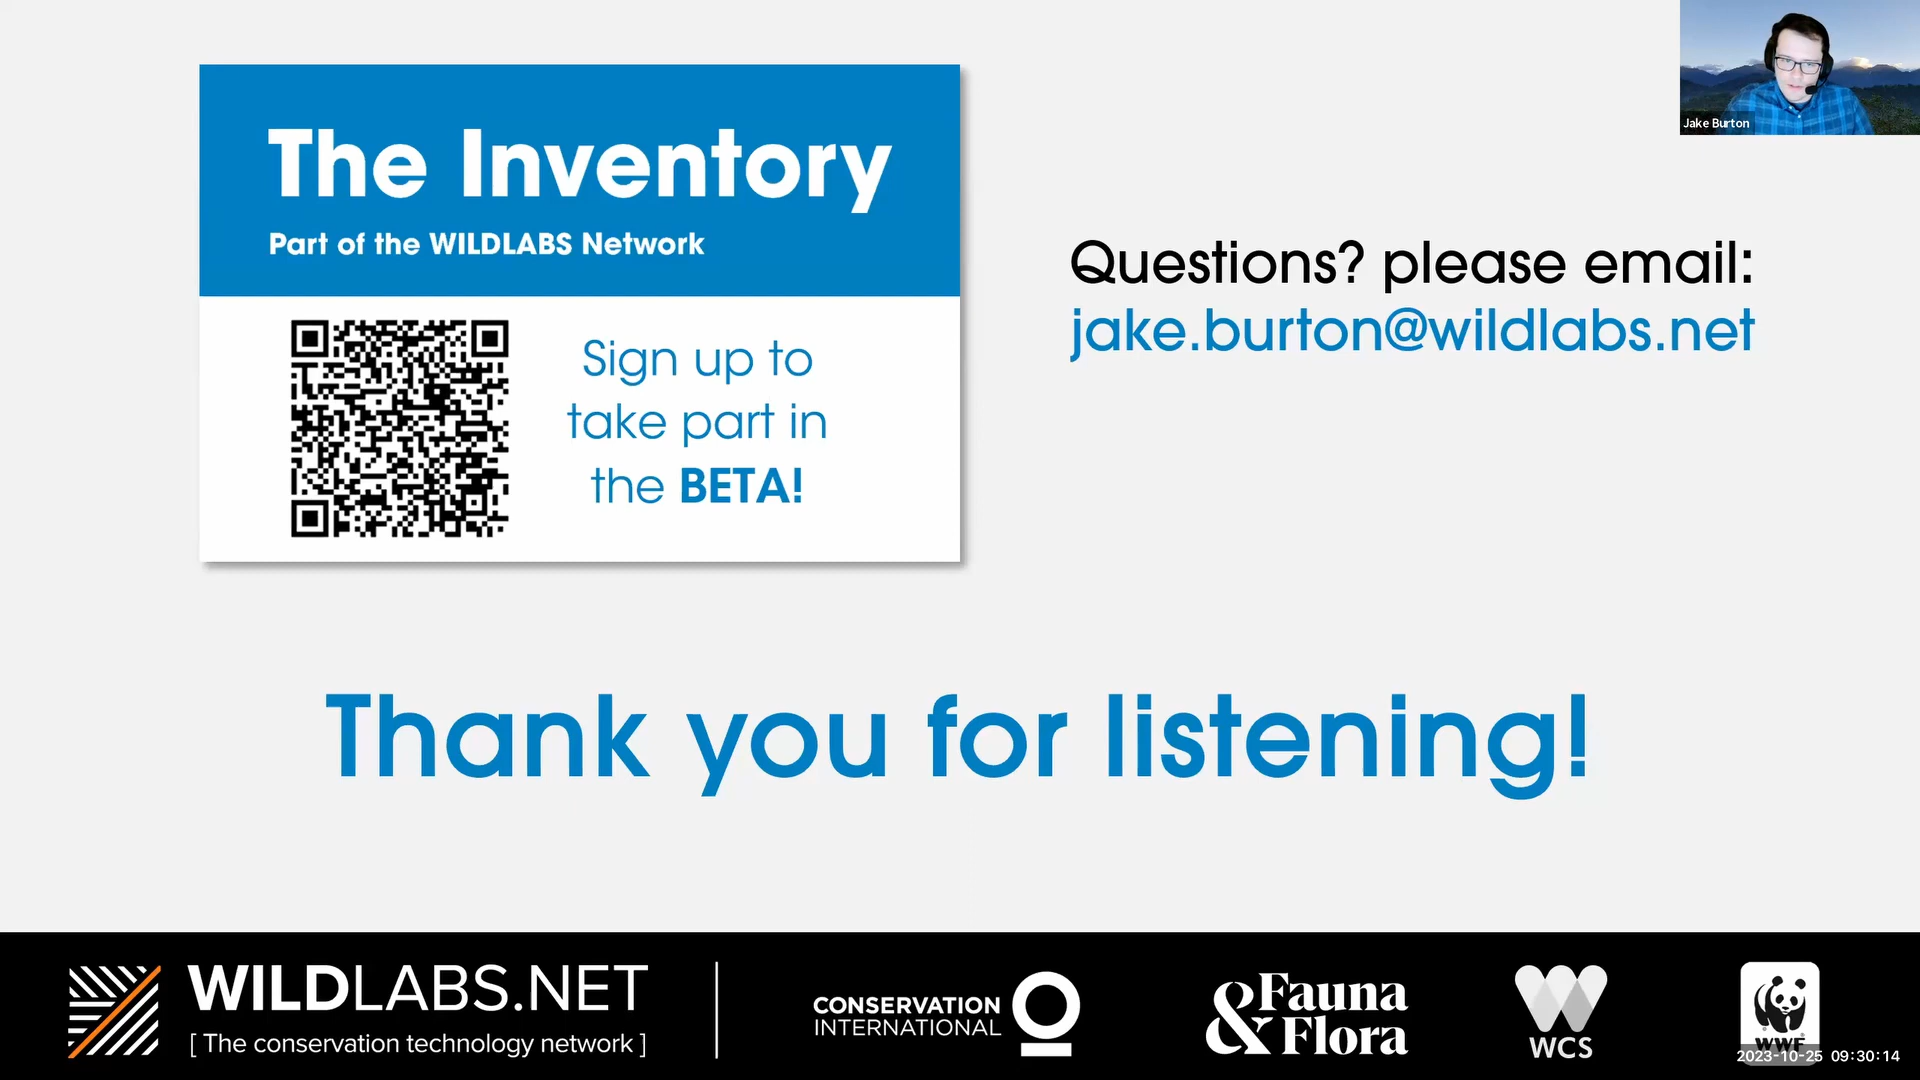 The Inventory
Part of the WILDLABS Network
Sign up to
take part in
the BETA!
Questions? please email:
jake.burton@wildlabs.net
Jake Burton
Thank you for listening!
WILDLABS.NET
[ The conservation technology network ]
CONSERVATION
INTERNATIONAL
Fauna
& Flora
WCS
WWF
2023-10-25 09:30:14